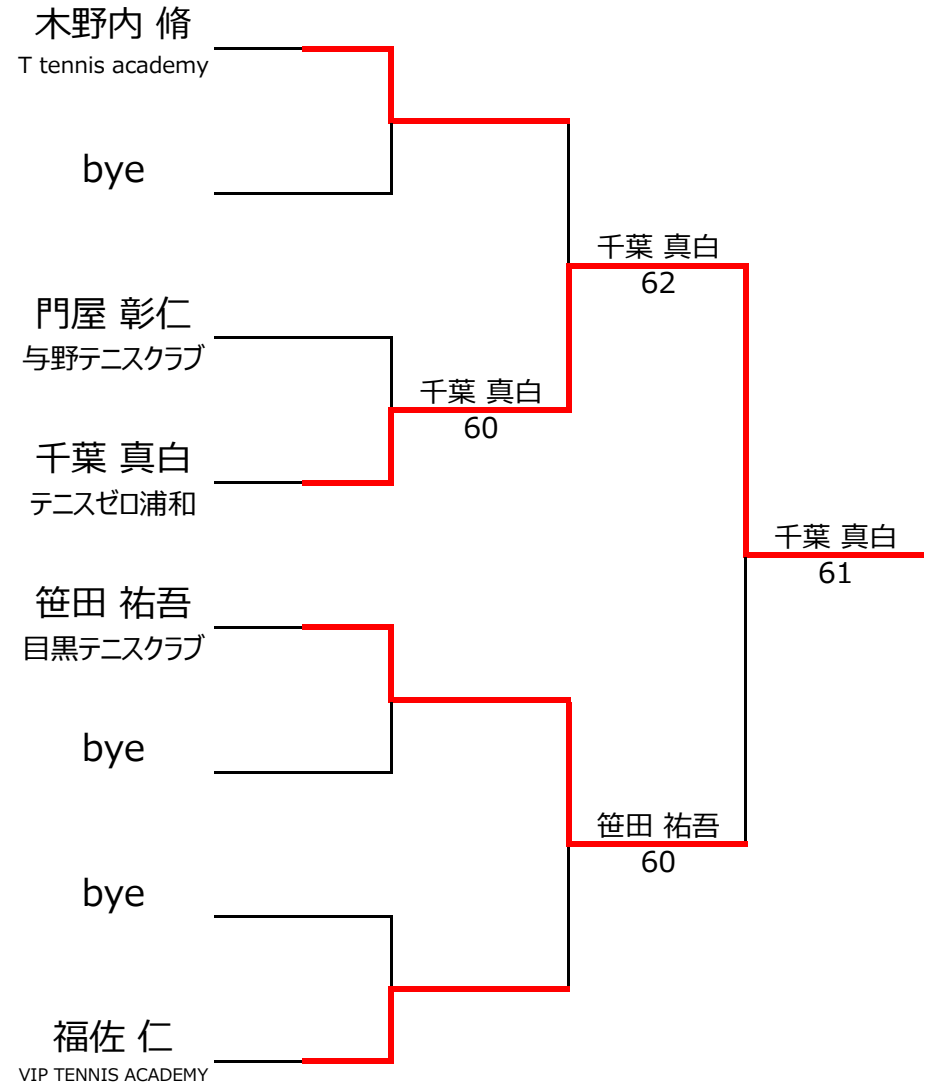 木野内 脩
T tennis academy
bye
千葉 真白
62
門屋 彰仁
与野テニスクラブ
千葉 真白
60
千葉 真白
テニスゼロ浦和
千葉 真白
61
笹田 祐吾
目黒テニスクラブ
bye
笹田 祐吾
60
bye
福佐 仁
VIP TENNIS ACADEMY